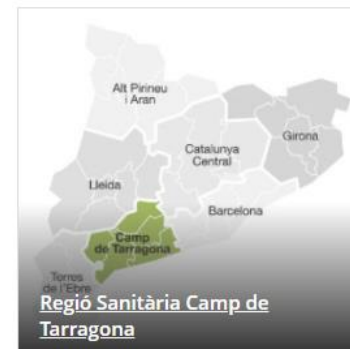 Alt Pirineu
i Aran
Girona
Catalunya
Central
Lleida
Barcelona
Camp
de Tarragona
Terres
de l'Ebre
Regió Sanitària Camp de
Tarragona